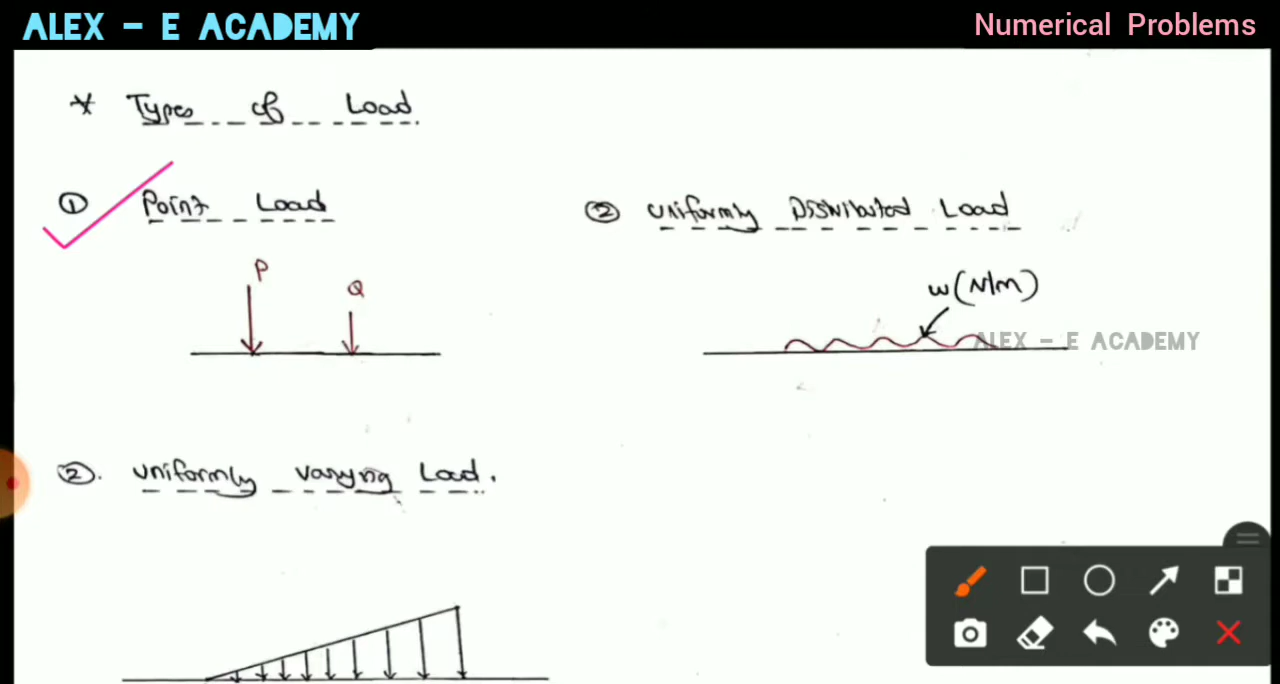 ALEX - E ACADEMY
Numerical Problems
* Types of Load
① Point Load
② Uniformly Distributed Load
P
Q
w (N/m)
ALEX - E ACADEMY
②. Uniformly varying Load.